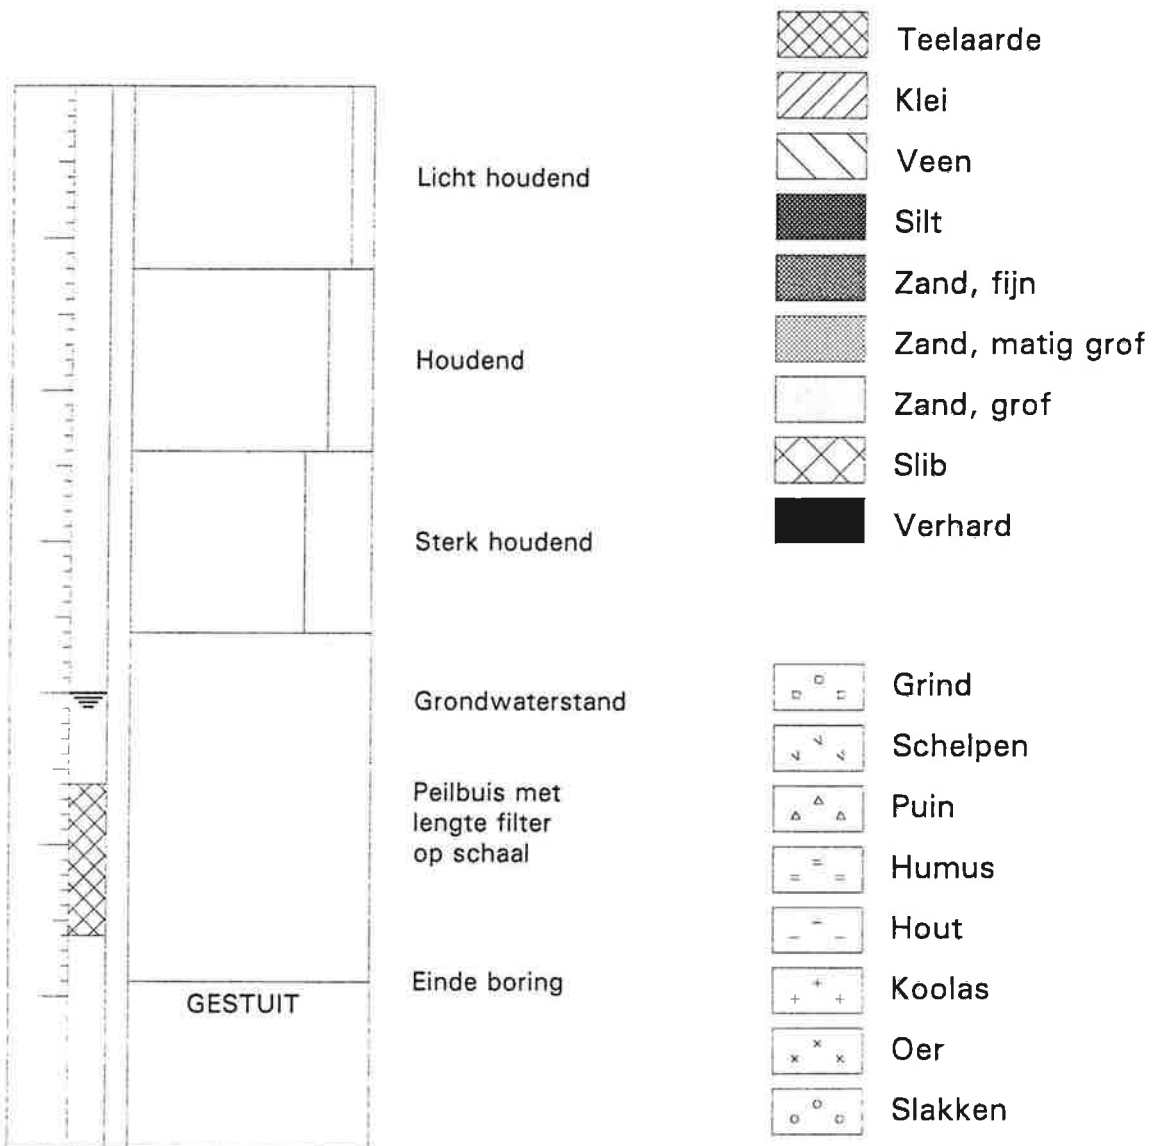 Licht houdend
Houdend
Sterk houdend
Grondwaterstand
Peilbuis met
lengte filter
op schaal
Einde boring
GESTUIT
Teelaarde
Klei
Veen
Silt
Zand, fijn
Zand, matig grof
Zand, grof
Slib
Verhard
Grind
Schelpen
Puin
Humus
Hout
Koolas
Oer
Slakken